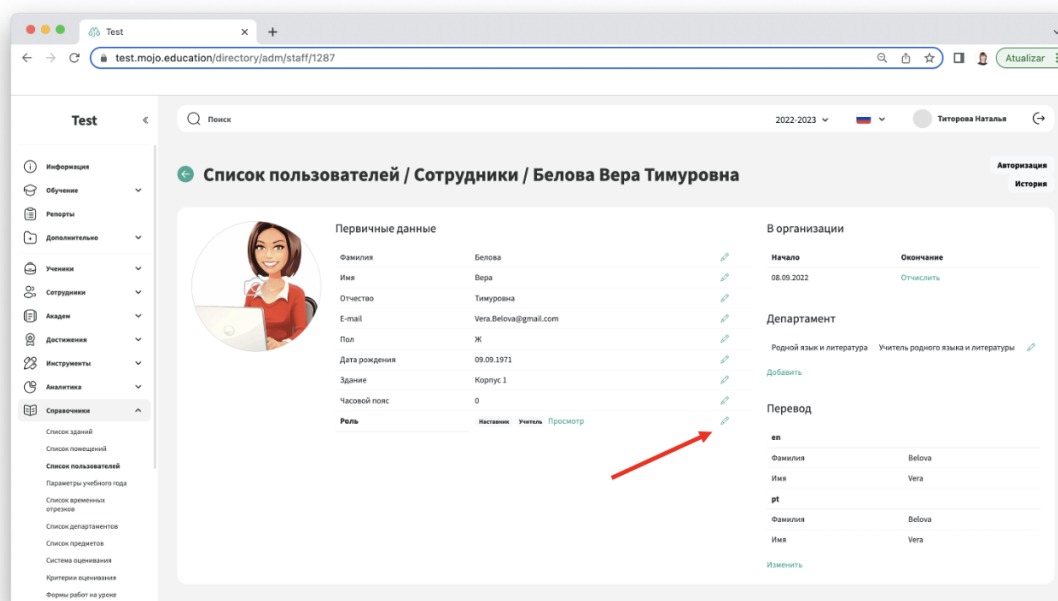 Test
test.mojo.education/directory/adm/staff/1287
Atualizar
Test
Поиск
2022-2023
Титорова Наталья
Информация
Обучение
Репорты
Дополнительно
Ученики
Сотрудники
Академ
Достижения
Инструменты
Аналитика
Справочники
Список зданий
Список помещений
Список пользователей
Параметры учебного года
Список временных
отрезков
Список департаментов
Список предметов
Система оценивания
Критерии оценивания
Формы работ на уроке
Список пользователей / Сотрудники / Белова Вера Тимуровна
Авторизация
История
Первичные данные
Фамилия Белова
Имя Вера
Отчество Тимуровна
E-mail Vera.Belova@gmail.com
Пол Ж
Дата рождения 09.09.1971
Здание Корпус 1
Часовой пояс 0
Роль Наставник Учитель Просмотр
В организации
Начало Окончание
08.09.2022 Отчислить
Департамент
Родной язык и литература Учитель родного языка и литературы
Добавить
Перевод
en
Фамилия Belova
Имя Vera
pt
Фамилия Belova
Имя Vera
Изменить